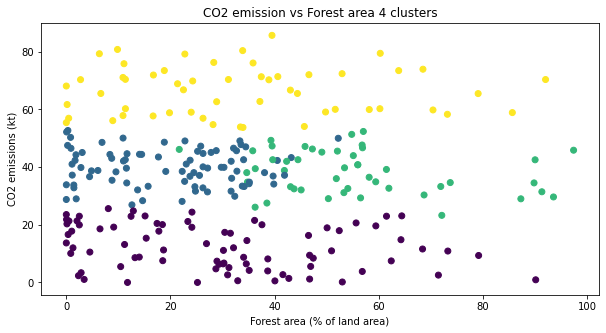 CO2 emission vs Forest area 4 clusters
CO2 emissions (kt)
80
60
40
20
0
0 20 40 60 80 100
Forest area (% of land area)